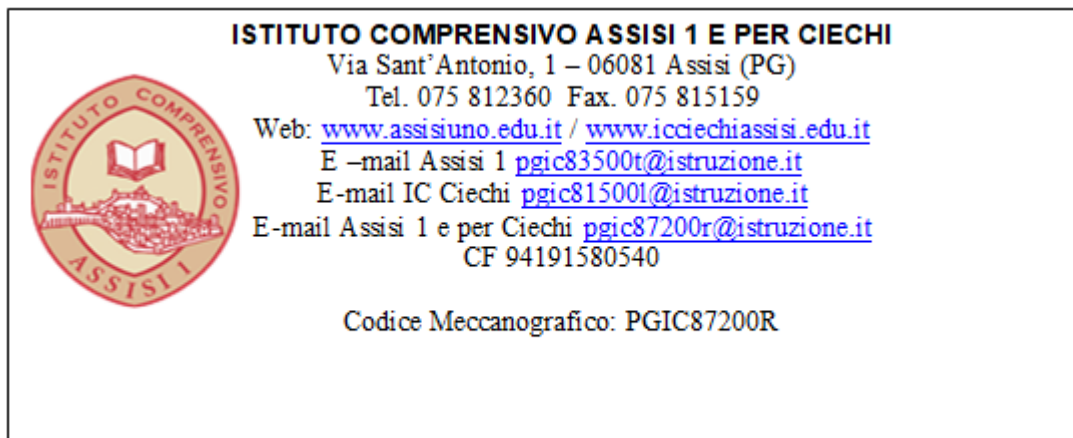 ISTITUTO COMPRENSIVO ASSISI 1 E PER CIECHI
Via Sant’Antonio, 1 – 06081 Assisi (PG)
Tel. 075 812360 Fax. 075 815159
Web: www.assisiuno.edu.it / www.icciechiassisi.edu.it
E –mail Assisi 1 pgic83500t@istruzione.it
E-mail IC Ciechi pgic81500l@istruzione.it
E-mail Assisi 1 e per Ciechi pgic87200r@istruzione.it
CF 94191580540
Codice Meccanografico: PGIC87200R
ISTITUTO COMPRENSIVO
ASSISI 1